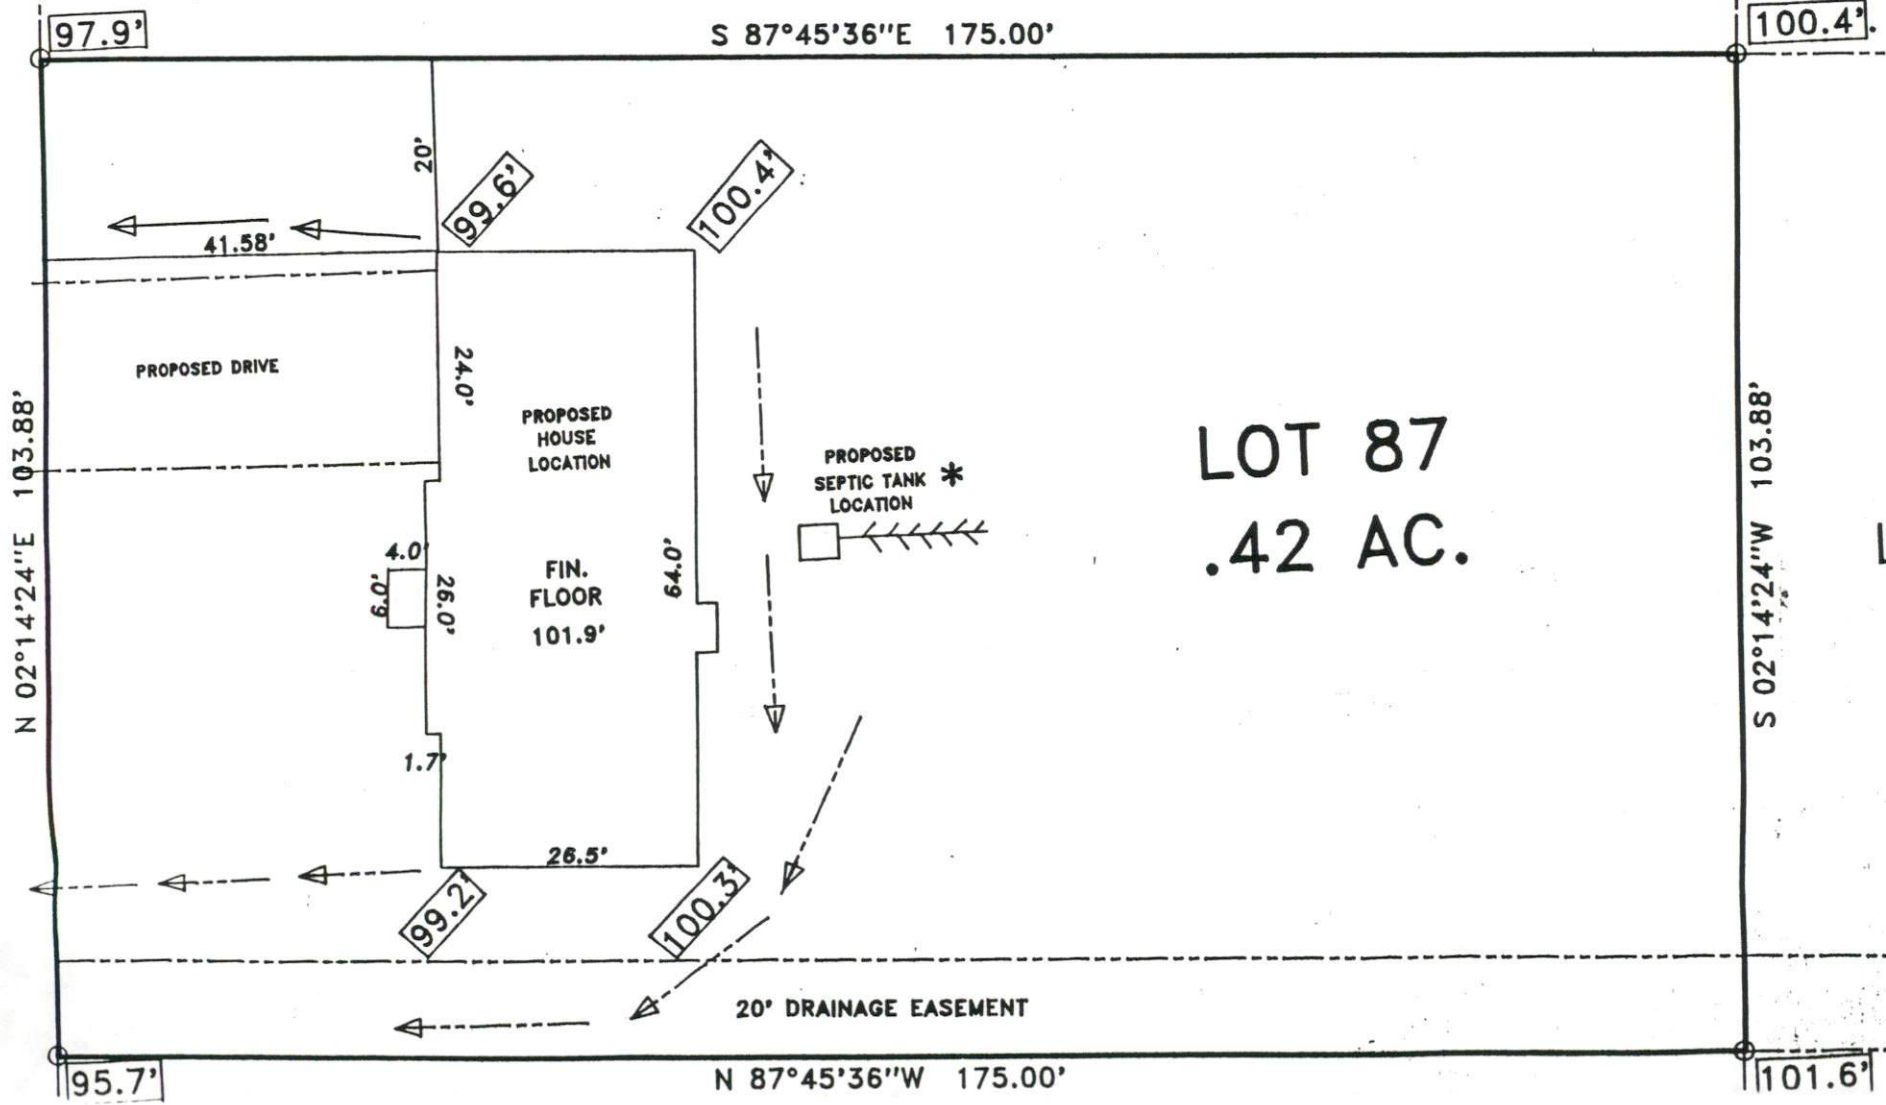 97.9'
S 87°45'36"E 175.00'
100.4'
20'
99.6'
100.4'
41.58'
PROPOSED DRIVE
24.0'
PROPOSED
HOUSE
LOCATION
PROPOSED
SEPTIC TANK *
LOCATION
LOT 87
.42 AC.
N 02°14'24"E 103.88'
S 02°14'24"W 103.88'
4.0'
6.0'
26.0'
FIN.
FLOOR
101.9'
64.0'
1.7'
26.5'
99.2'
100.3'
20' DRAINAGE EASEMENT
95.7'
N 87°45'36"W 175.00'
101.6'